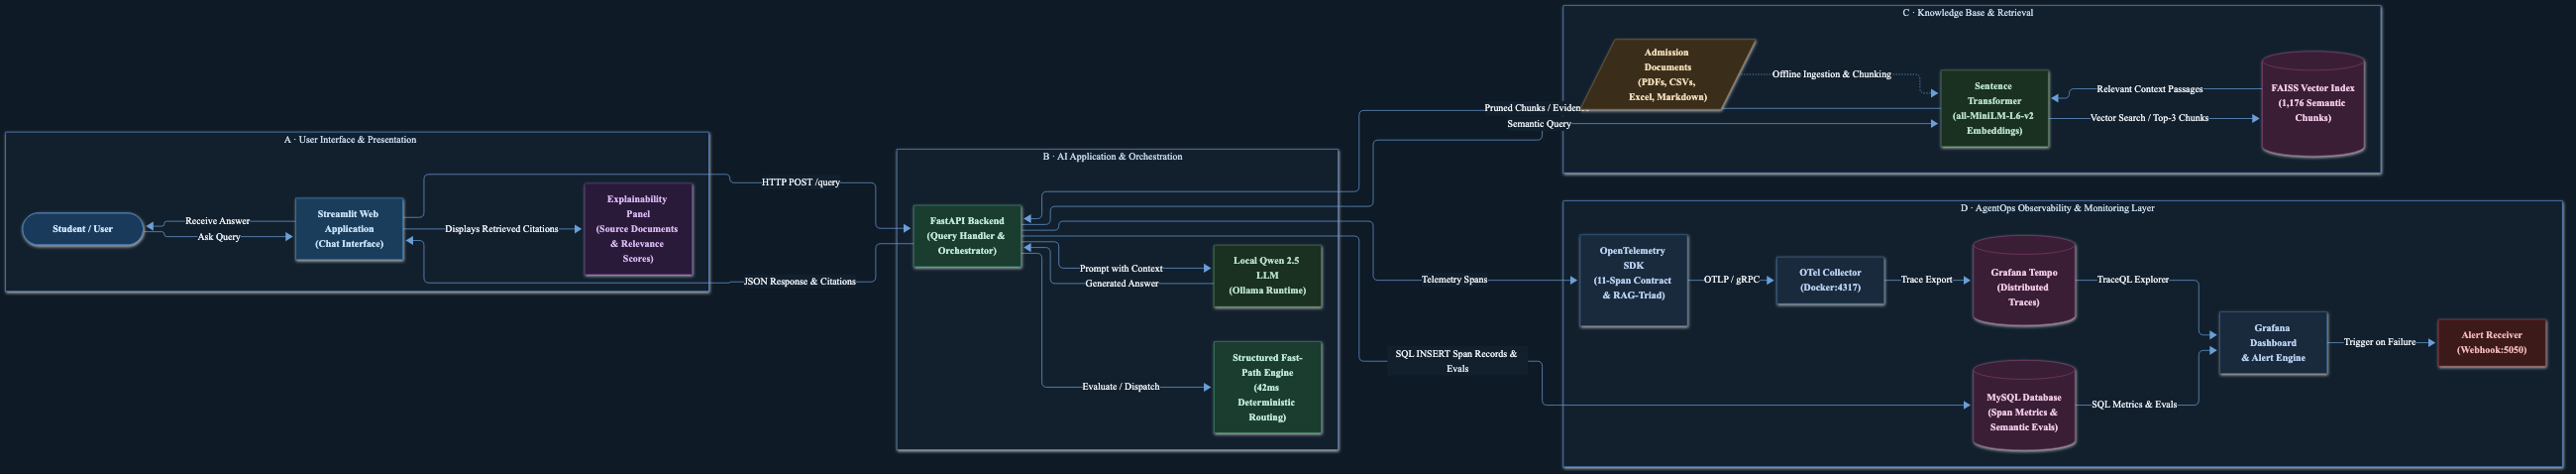 A · User Interface & Presentation
Student / User
Receive Answer
Ask Query
Streamlit Web
Application
(Chat Interface)
Displays Retrieved Citations
Explainability
Panel
(Source Documents
& Relevance
Scores)
HTTP POST /query
JSON Response & Citations
B · AI Application & Orchestration
FastAPI Backend
(Query Handler &
Orchestrator)
Prompt with Context
Generated Answer
Local Qwen 2.5
LLM
(Ollama Runtime)
Evaluate / Dispatch
Structured Fast-
Path Engine
(42ms
Deterministic
Routing)
C · Knowledge Base & Retrieval
Admission
Documents
(PDFs, CSVs,
Excel, Markdown)
Offline Ingestion & Chunking
Pruned Chunks / Evidenc
Semantic Query
Sentence
Transformer
(all-MiniLM-L6-v2
Embeddings)
Relevant Context Passages
Vector Search / Top-3 Chunks
FAISS Vector Index
(1,176 Semantic
Chunks)
D · AgentOps Observability & Monitoring Layer
Telemetry Spans
SQL INSERT Span Records &
Evals
OpenTelemetry
SDK
(11-Span Contract
& RAG-Triad)
OTLP / gRPC
OTel Collector
(Docker:4317)
Trace Export
Grafana Tempo
(Distributed
Traces)
TraceQL Explorer
MySQL Database
(Span Metrics &
Semantic Evals)
SQL Metrics & Evals
Grafana
Dashboard
& Alert Engine
Trigger on Failure
Alert Receiver
(Webhook:5050)